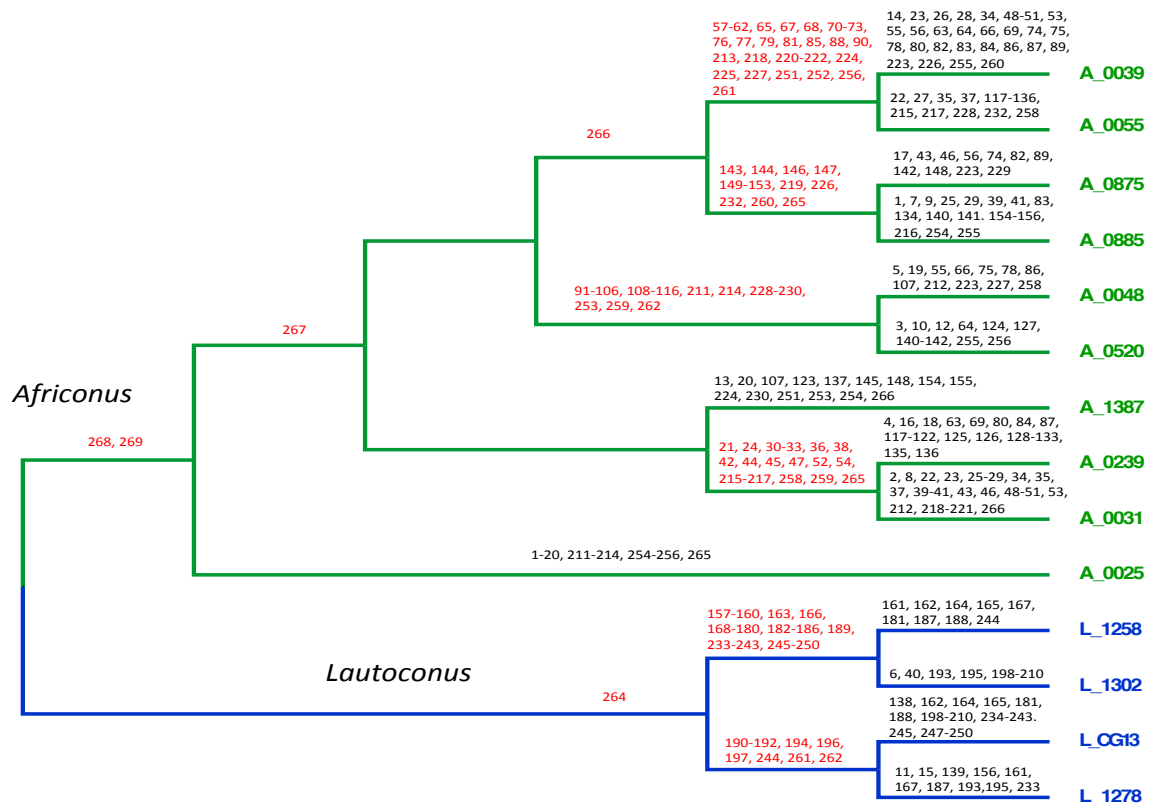 57-62, 65, 67, 68, 70-73,
76, 77, 79, 81, 85, 88, 90,
213, 218, 220-222, 224,
225, 227, 251, 252, 256,
261
14, 23, 26, 28, 34, 48-51, 53,
55, 56, 63, 64, 66, 69, 74, 75,
78, 80, 82, 83, 84, 86, 87, 89,
223, 226, 255, 260
A_0039
22, 27, 35, 37, 117-136,
215, 217, 228, 232, 258
A_0055
266
143, 144, 146, 147,
149-153, 219, 226,
232, 260, 265
17, 43, 46, 56, 74, 82, 89,
142, 148, 223, 229
A_0875
1, 7, 9, 25, 29, 39, 41, 83,
134, 140, 141. 154-156,
216, 254, 255
A_0885
91-106, 108-116, 211, 214, 228-230,
253, 259, 262
5, 19, 55, 66, 75, 78, 86,
107, 212, 223, 227, 258
A_0048
3, 10, 12, 64, 124, 127,
140-142, 255, 256
A_0520
267
Africonus
268, 269
13, 20, 107, 123, 137, 145, 148, 154, 155,
224, 230, 251, 253, 254, 266
A_1387
21, 24, 30-33, 36, 38,
42, 44, 45, 47, 52, 54,
215-217, 258, 259, 265
4, 16, 18, 63, 69, 80, 84, 87,
117-122, 125, 126, 128-133,
135, 136
A_0239
2, 8, 22, 23, 25-29, 34, 35,
37, 39-41, 43, 46, 48-51, 53,
212, 218-221, 266
A_0031
1-20, 211-214, 254-256, 265
A_0025
157-160, 163, 166,
168-180, 182-186, 189,
233-243, 245-250
161, 162, 164, 165, 167,
181, 187, 188, 244
L_1258
6, 40, 193, 195, 198-210
L_1302
Lautoconus
264
190-192, 194, 196,
197, 244, 261, 262
138, 162, 164, 165, 181,
188, 198-210, 234-243.
245, 247-250
L_CG13
11, 15, 139, 156, 161,
167, 187, 193,195, 233
L_1278